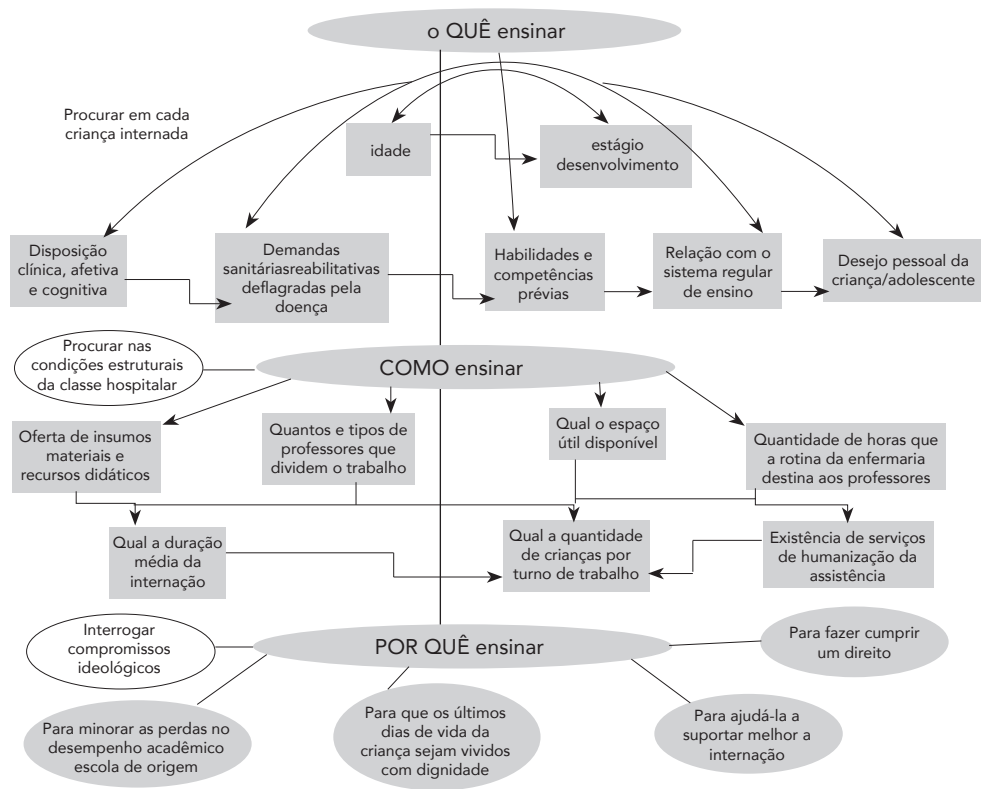 o QUÊ ensinar
Procurar em cada
criança internada
idade
estágio
desenvolvimento
Disposição
clínica, afetiva
e cognitiva
Demandas
sanitáriasreabilitativas
deflagradas pela
doença
Habilidades e
competências
prévias
Relação com o
sistema regular
de ensino
Desejo pessoal da
criança/adolescente
Procurar nas
condições estruturais
da classe hospitalar
COMO ensinar
Oferta de insumos
materiais e
recursos didáticos
Quantos e tipos de
professores que
dividem o trabalho
Qual o espaço
útil disponível
Quantidade de horas que
a rotina da enfermaria
destina aos professores
Qual a duração
média da
internação
Qual a quantidade
de crianças por
turno de trabalho
Existência de serviços
de humanização da
assistência
Interrogar
compromissos
ideológicos
POR QUÊ ensinar
Para fazer cumprir
um direito
Para minorar as perdas no
desempenho acadêmico
escola de origem
Para que os últimos
dias de vida da
criança sejam vividos
com dignidade
Para ajudá-la a
suportar melhor a
internação